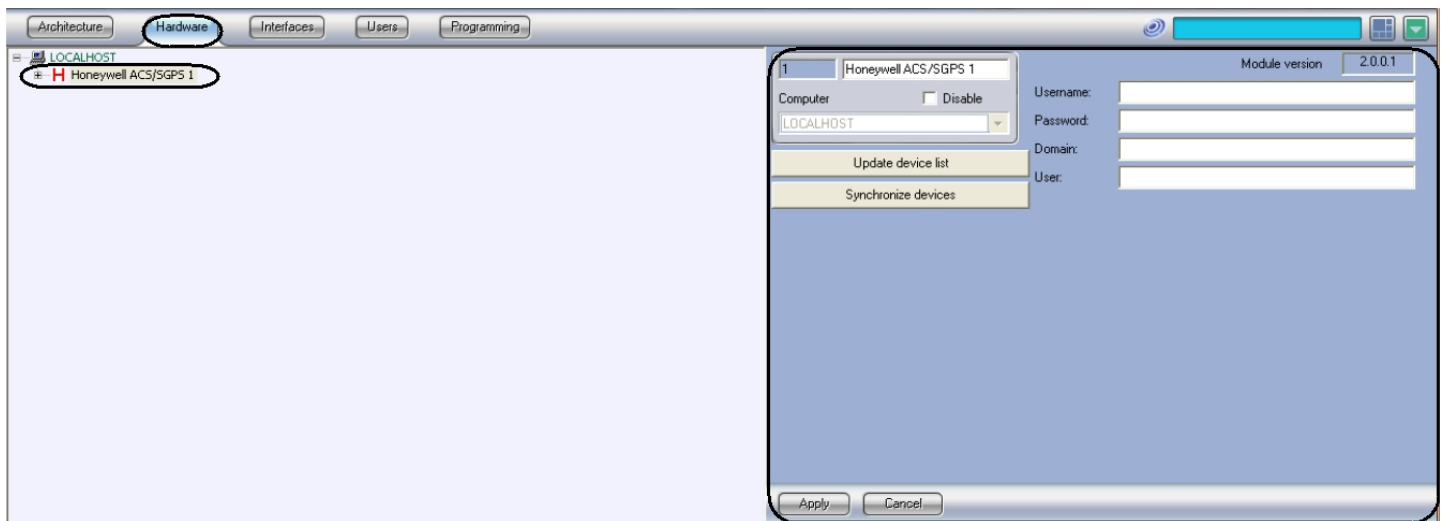 Architecture Hardware Interfaces Users Programming
LOCALHOST
H Honeywell ACS/SGPS 1
1 Honeywell ACS/SGPS 1
Computer Disable
LOCALHOST
Update device list
Synchronize devices
Module version 2.0.0.1
Username:
Password:
Domain:
User:
Apply Cancel